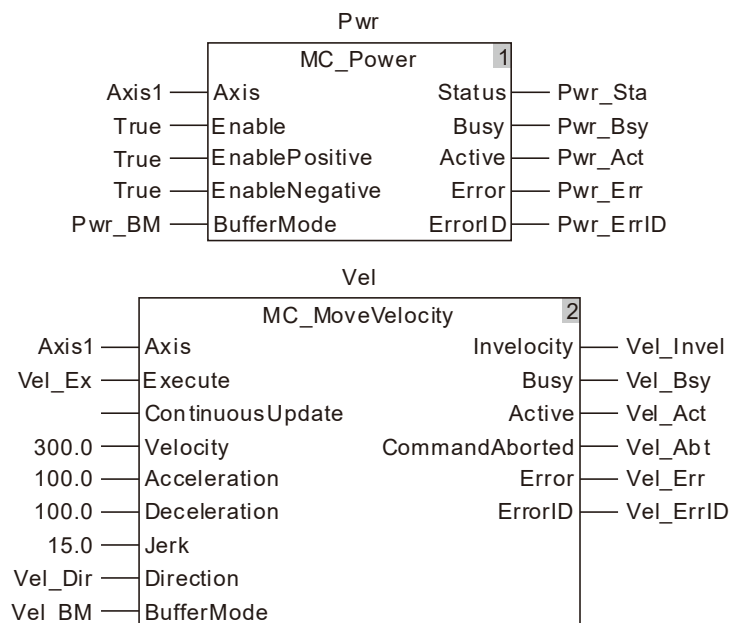 Pwr
MC_Power 1
Axis1 Axis Status Pwr_Sta
True Enable Busy Pwr_Bsy
True EnablePositive Active Pwr_Act
True EnableNegative Error Pwr_Err
Pwr_BM BufferMode ErrorID Pwr_ErrID
Vel
MC_MoveVelocity 2
Axis1 Axis Invelocity Vel_Invel
Vel_Ex Execute Busy Vel_Bsy
ContinuousUpdate Active Vel_Act
300.0 Velocity CommandAborted Vel_Abt
100.0 Acceleration Error Vel_Err
100.0 Deceleration ErrorID Vel_ErrID
15.0 Jerk
Vel_Dir Direction
Vel_BM BufferMode